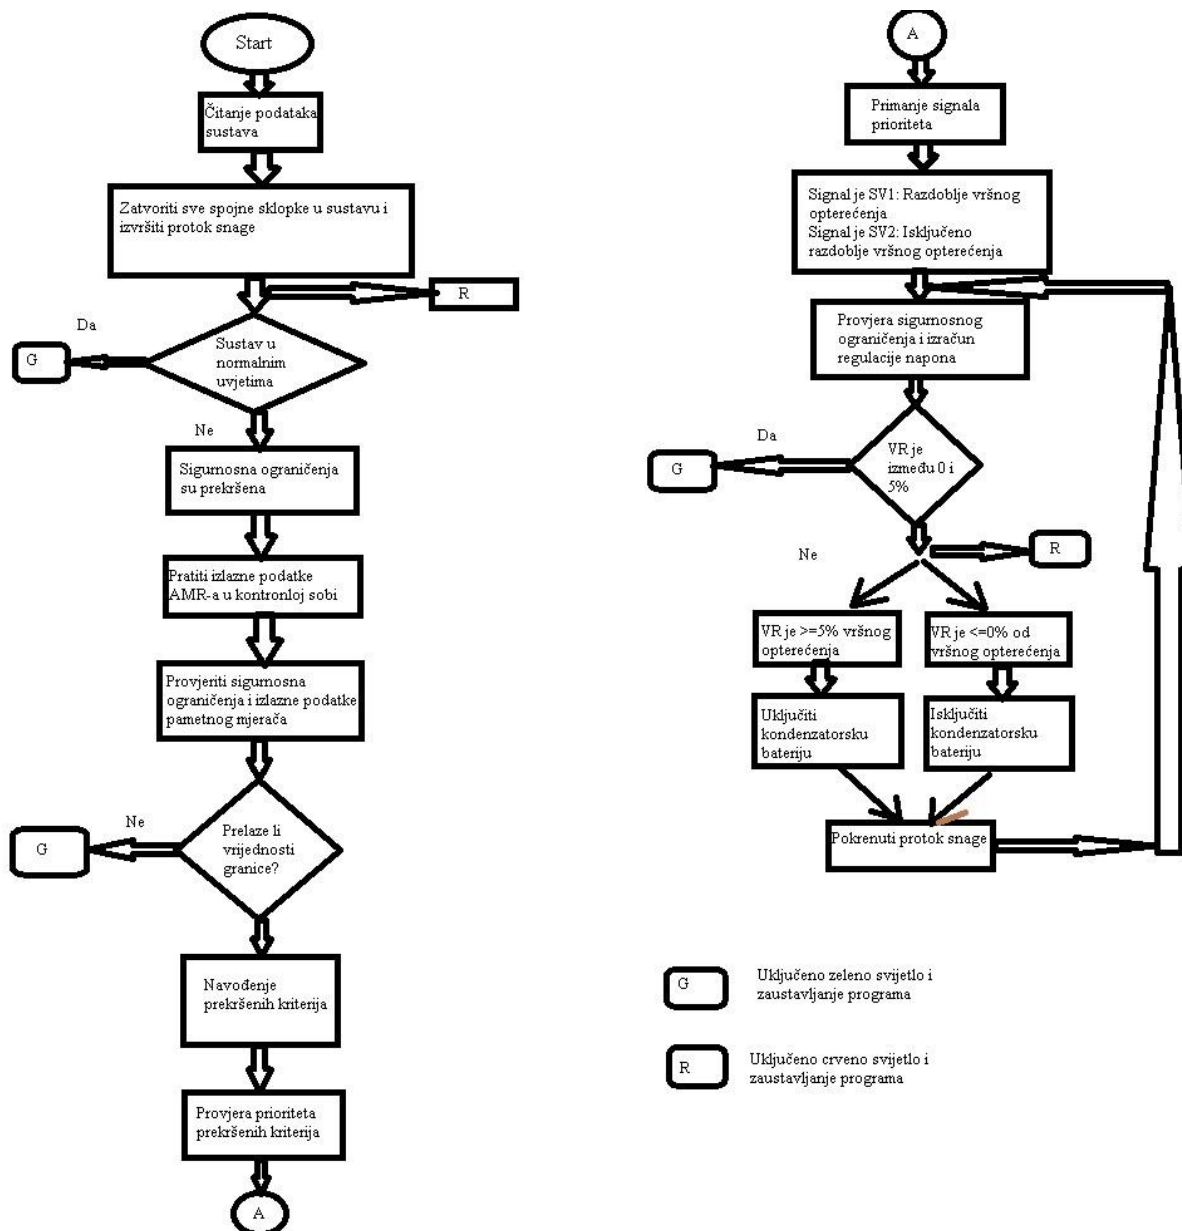 Start
Čitanje podataka
sustava
Zatvoriti sve spojne sklopke u sustavu i
izvršiti protok snage
R
Da
G
Sustav u
normalnim
uvjetima
Ne
Sigurnosna ograničenja
su prekršena
Pratiti izlazne podatke
AMR-a u kontronloj sobi
Provjeriti sigurnosna
ograničenja i izlazne podatke
pametnog mjerača
Ne
G
Prelaze li
vrijednosti
granice?
Navođenje
prekršenih kriterija
Provjera prioriteta
prekršenih kriterija
A
A
Primanje signala
prioriteta
Signal je SV1: Razdoblje vršnog
opterećenja
Signal je SV2: Isključeno
razdoblje vršnog opterećenja
Provjera sigurnosnog
ograničenja i izračun
regulacije napona
Da
G
VR je
između 0 i
5%
Ne
R
VR je >=5% vršnog
opterećenja
VR je <=0% od
vršnog opterećenja
Uključiti
kondenzatorsku
bateriju
Isključiti
kondenzatorsku
bateriju
Pokrenuti protok snage
G
Uključeno zeleno svijetlo i
zaustavljanje programa
R
Uključeno crveno svijetlo i
zaustavljanje programa